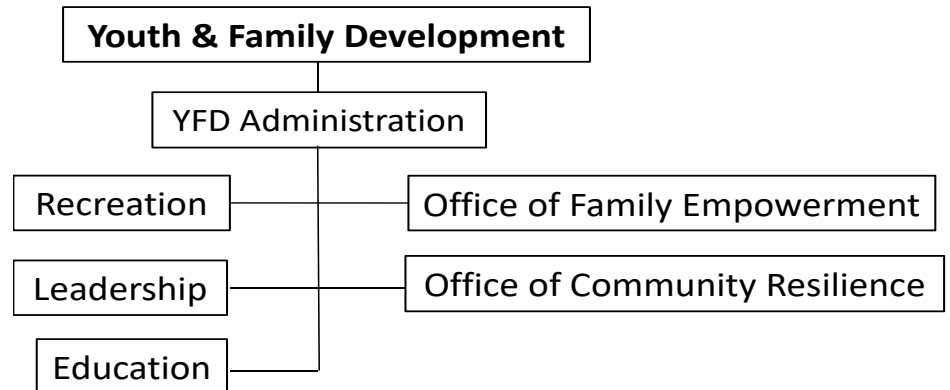 Youth & Family Development
YFD Administration
Recreation
Office of Family Empowerment
Leadership
Office of Community Resilience
Education